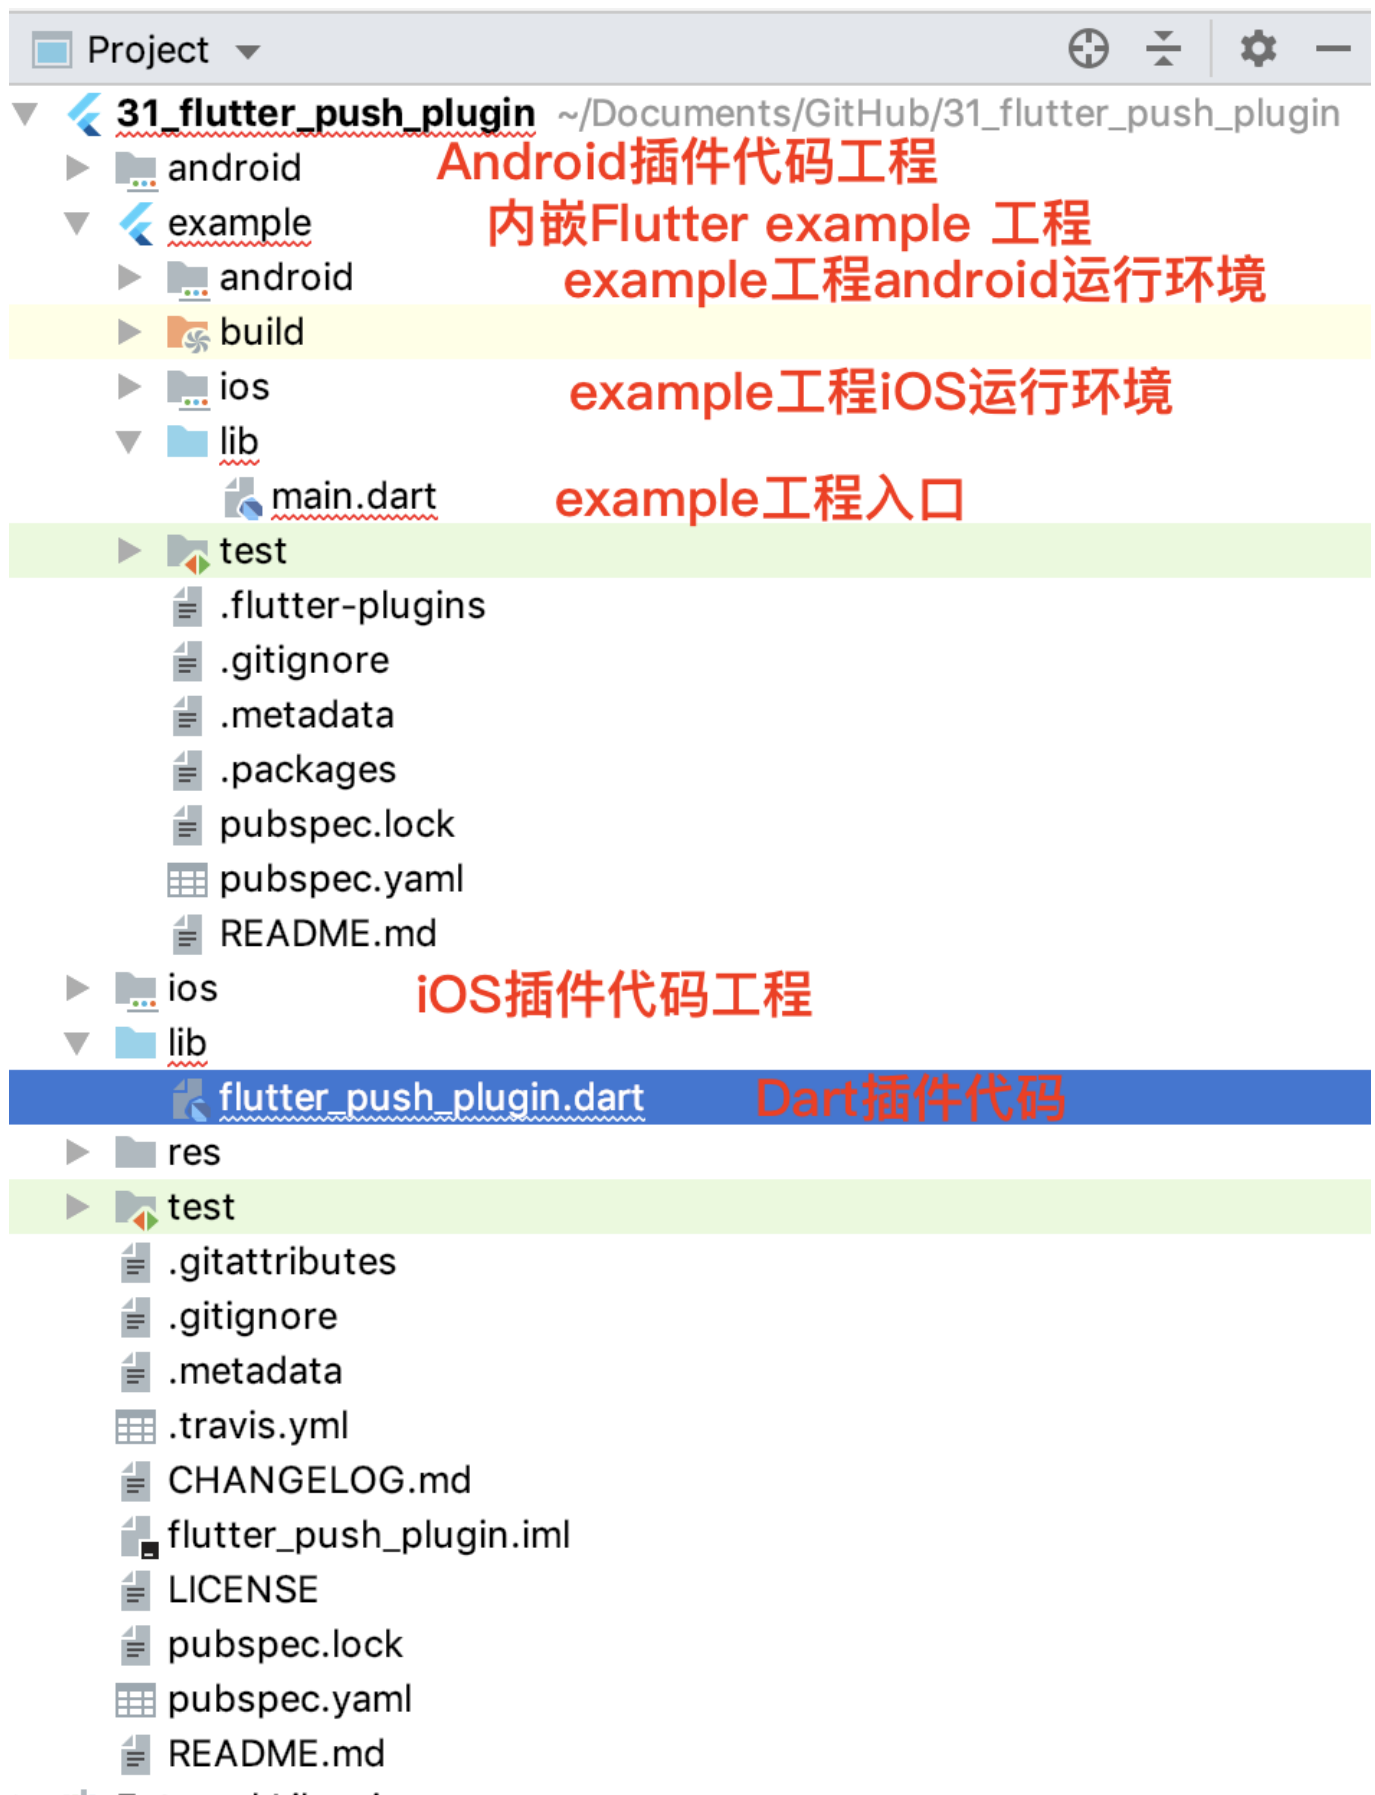 Project
31_flutter_push_plugin ~/Documents/GitHub/31_flutter_push_plugin
android Android插件代码工程
example 内嵌Flutter example 工程
android example工程android运行环境
build
ios example工程iOS运行环境
lib
main.dart example工程入口
test
.flutter-plugins
.gitignore
.metadata
.packages
pubspec.lock
pubspec.yaml
README.md
ios iOS插件代码工程
lib
flutter_push_plugin.dart Dart插件代码
res
test
.gitattributes
.gitignore
.metadata
.travis.yml
CHANGELOG.md
flutter_push_plugin.iml
LICENSE
pubspec.lock
pubspec.yaml
README.md